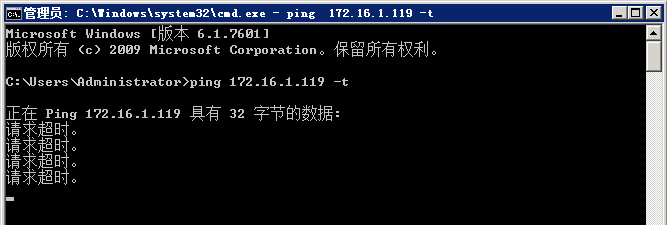 管理员: C:\Windows\system32\cmd.exe - ping  172.16.1.119 -t
Microsoft Windows [版本 6.1.7601]
版权所有 (c) 2009 Microsoft Corporation。保留所有权利。
C:\Users\Administrator>ping 172.16.1.119 -t
正在 Ping 172.16.1.119 具有 32 字节的数据:
请求超时。
请求超时。
请求超时。
请求超时。